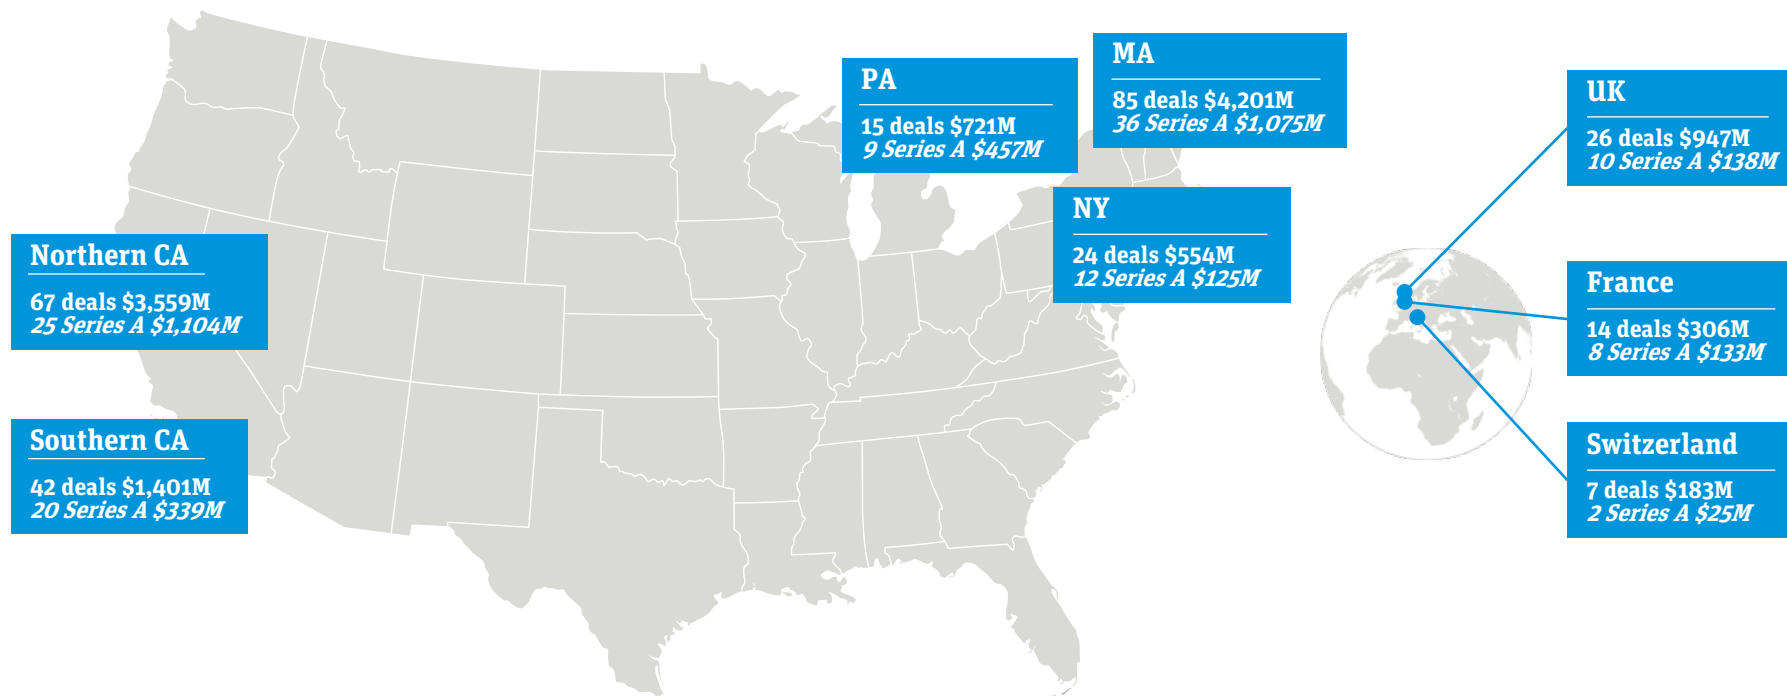 PA
15 deals $721M
9 Series A $457M
MA
85 deals $4,201M
36 Series A $1,075M
UK
26 deals $947M
10 Series A $138M
NY
24 deals $554M
12 Series A $125M
Northern CA
67 deals $3,559M
25 Series A $1,104M
France
14 deals $306M
8 Series A $133M
Southern CA
42 deals $1,401M
20 Series A $339M
Switzerland
7 deals $183M
2 Series A $25M